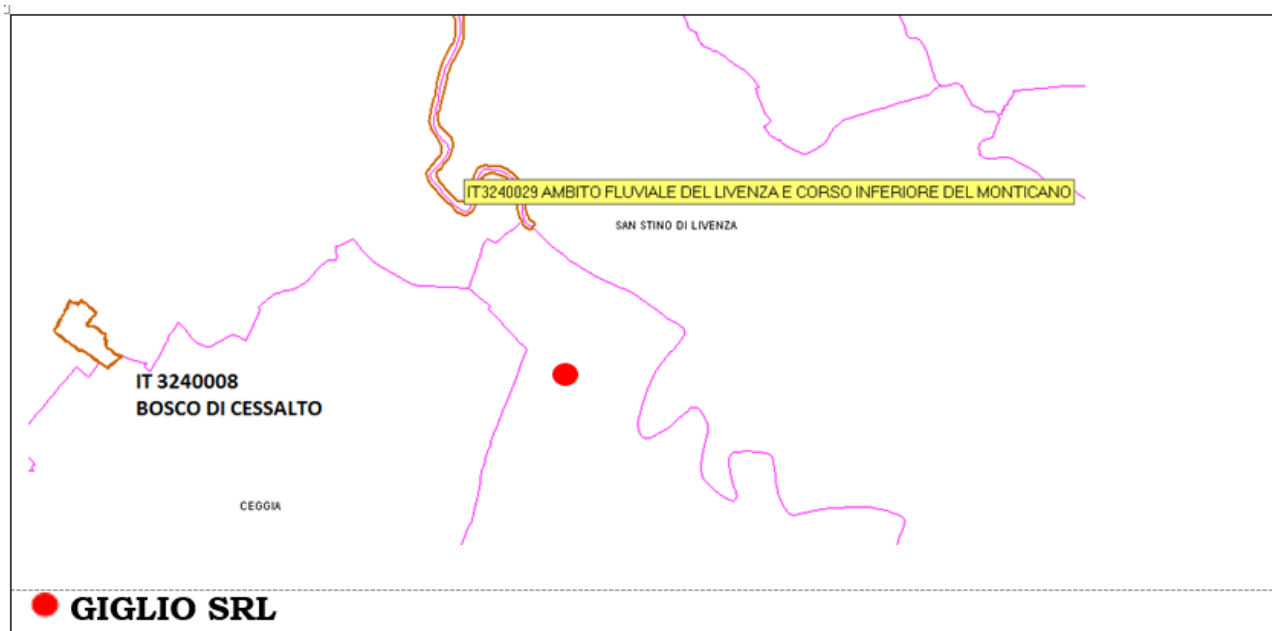 IT3240029 AMBITO FLUVIALE DEL LIVENZA E CORSO INFERIORE DEL MONTICANO
SAN STINO DI LIVENZA
IT 3240008
BOSCO DI CESSALTO
CEGGIA
GIGLIO SRL